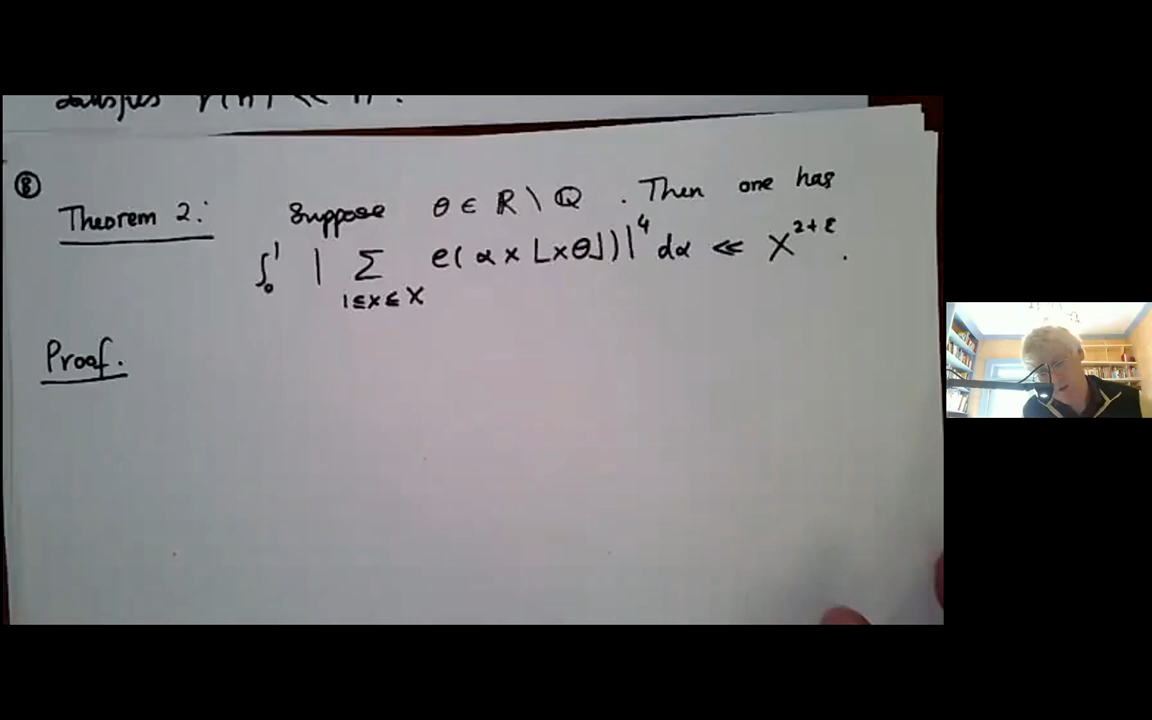 ⑧
Theorem 2: Suppose θ ∈ ℝ \ ℚ . Then one has
∫₀¹ | Σ_{1≤x≤X} e(αx⌊xθ⌋)|⁴ dα ≪ X^{2+ε} .
Proof.